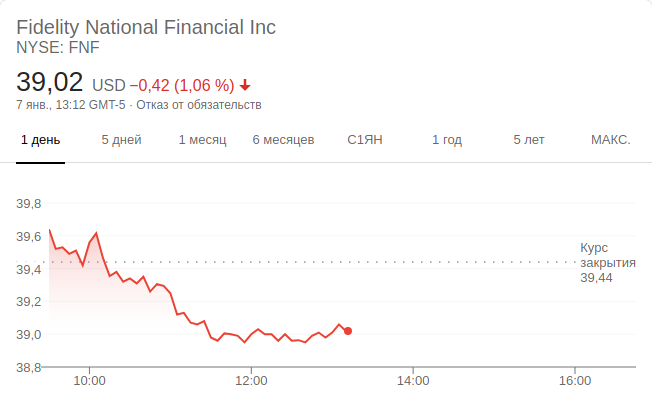 Fidelity National Financial Inc
NYSE: FNF
39,02 USD −0,42 (1,06 %)
7 янв., 13:12 GMT-5 · Отказ от обязательств
1 день 5 дней 1 месяц 6 месяцев С1ЯН 1 год 5 лет МАКС.
39,8
39,6
39,4
39,2
39,0
38,8
Курс
закрытия
39,44
10:00 12:00 14:00 16:00